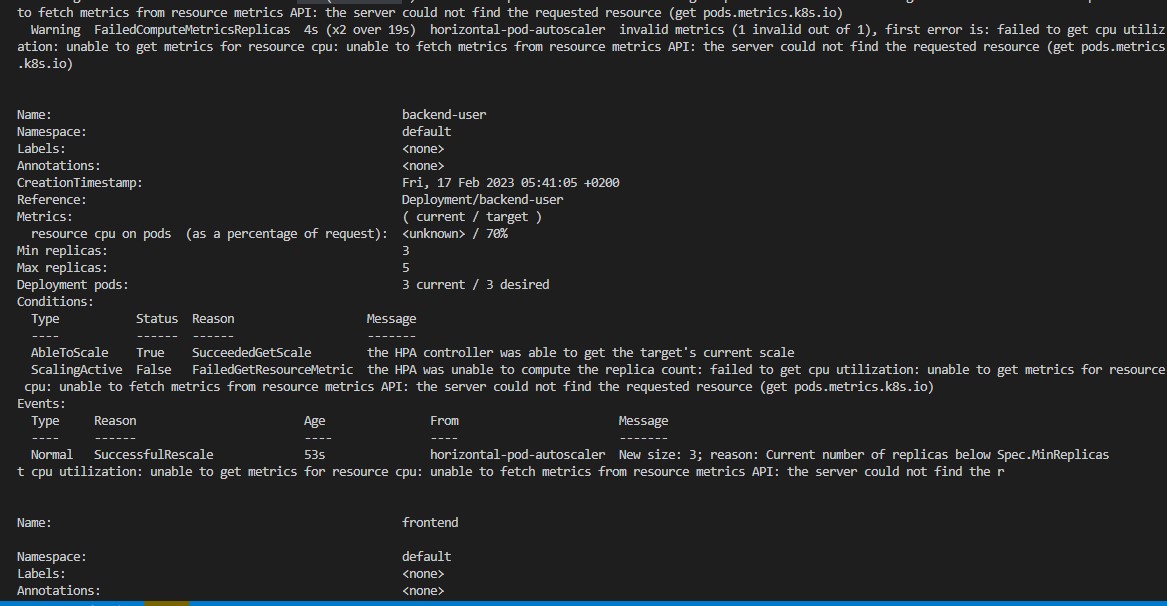 to fetch metrics from resource metrics API: the server could not find the requested resource (get pods.metrics.k8s.io)
  Warning  FailedComputeMetricsReplicas  4s (x2 over 19s)  horizontal-pod-autoscaler  invalid metrics (1 invalid out of 1), first error is: failed to get cpu utiliz
ation: unable to get metrics for resource cpu: unable to fetch metrics from resource metrics API: the server could not find the requested resource (get pods.metrics
.k8s.io)
Name:                                                  backend-user
Namespace:                                             default
Labels:                                                <none>
Annotations:                                           <none>
CreationTimestamp:                                     Fri, 17 Feb 2023 05:41:05 +0200
Reference:                                             Deployment/backend-user
Metrics:                                               ( current / target )
  resource cpu on pods  (as a percentage of request):  <unknown> / 70%
Min replicas:                                          3
Max replicas:                                          5
Deployment pods:                                       3 current / 3 desired
Conditions:
  Type           Status  Reason                   Message
  ----           ------  ------                   -------
  AbleToScale    True    SucceededGetScale        the HPA controller was able to get the target's current scale
  ScalingActive  False   FailedGetResourceMetric  the HPA was unable to compute the replica count: failed to get cpu utilization: unable to get metrics for resource
 cpu: unable to fetch metrics from resource metrics API: the server could not find the requested resource (get pods.metrics.k8s.io)
Events:
  Type     Reason                        Age               From                       Message
  ----     ------                        ----              ----                       -------
  Normal   SuccessfulRescale             53s               horizontal-pod-autoscaler  New size: 3; reason: Current number of replicas below Spec.MinReplicas
t cpu utilization: unable to get metrics for resource cpu: unable to fetch metrics from resource metrics API: the server could not find the r
Name:                                                  frontend
Namespace:                                             default
Labels:                                                <none>
Annotations:                                           <none>